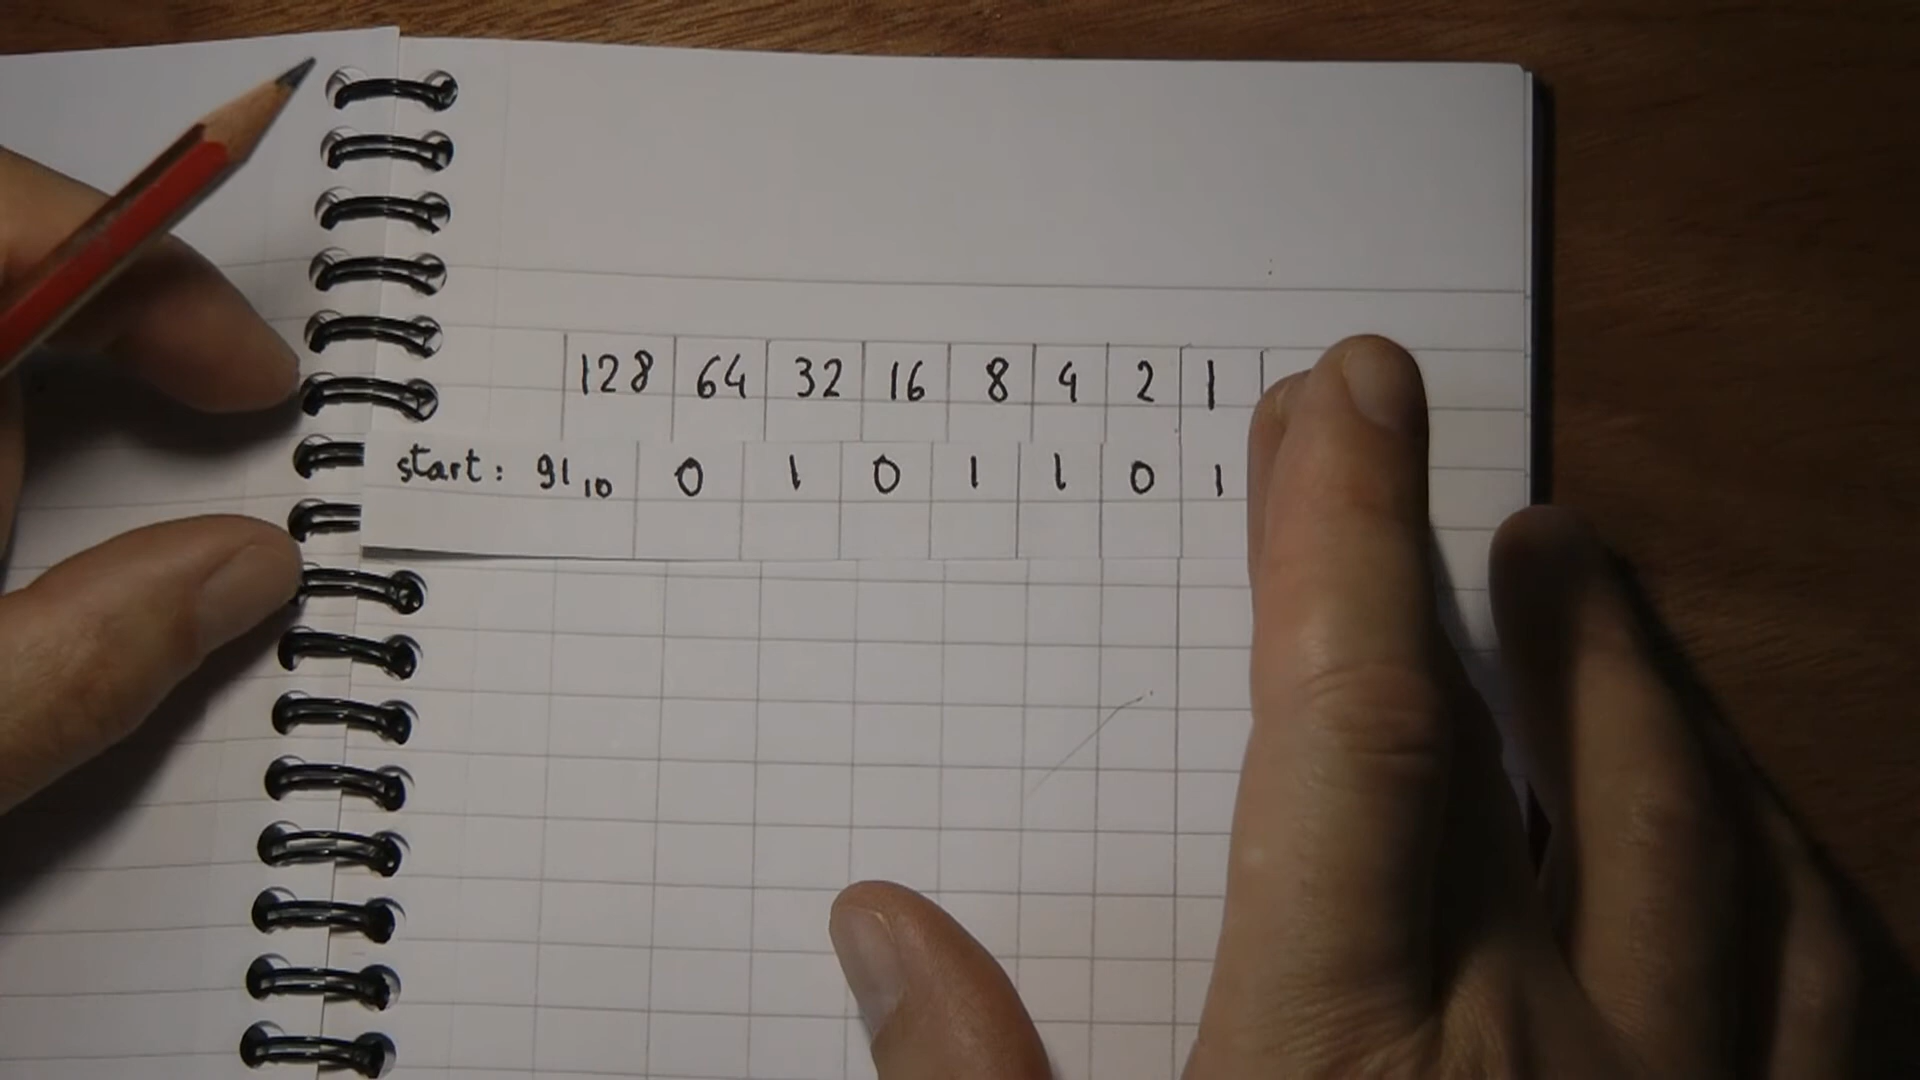 128 64 32 16 8 4 2 1
start: 91₁₀ 0 1 0 1 1 0 1